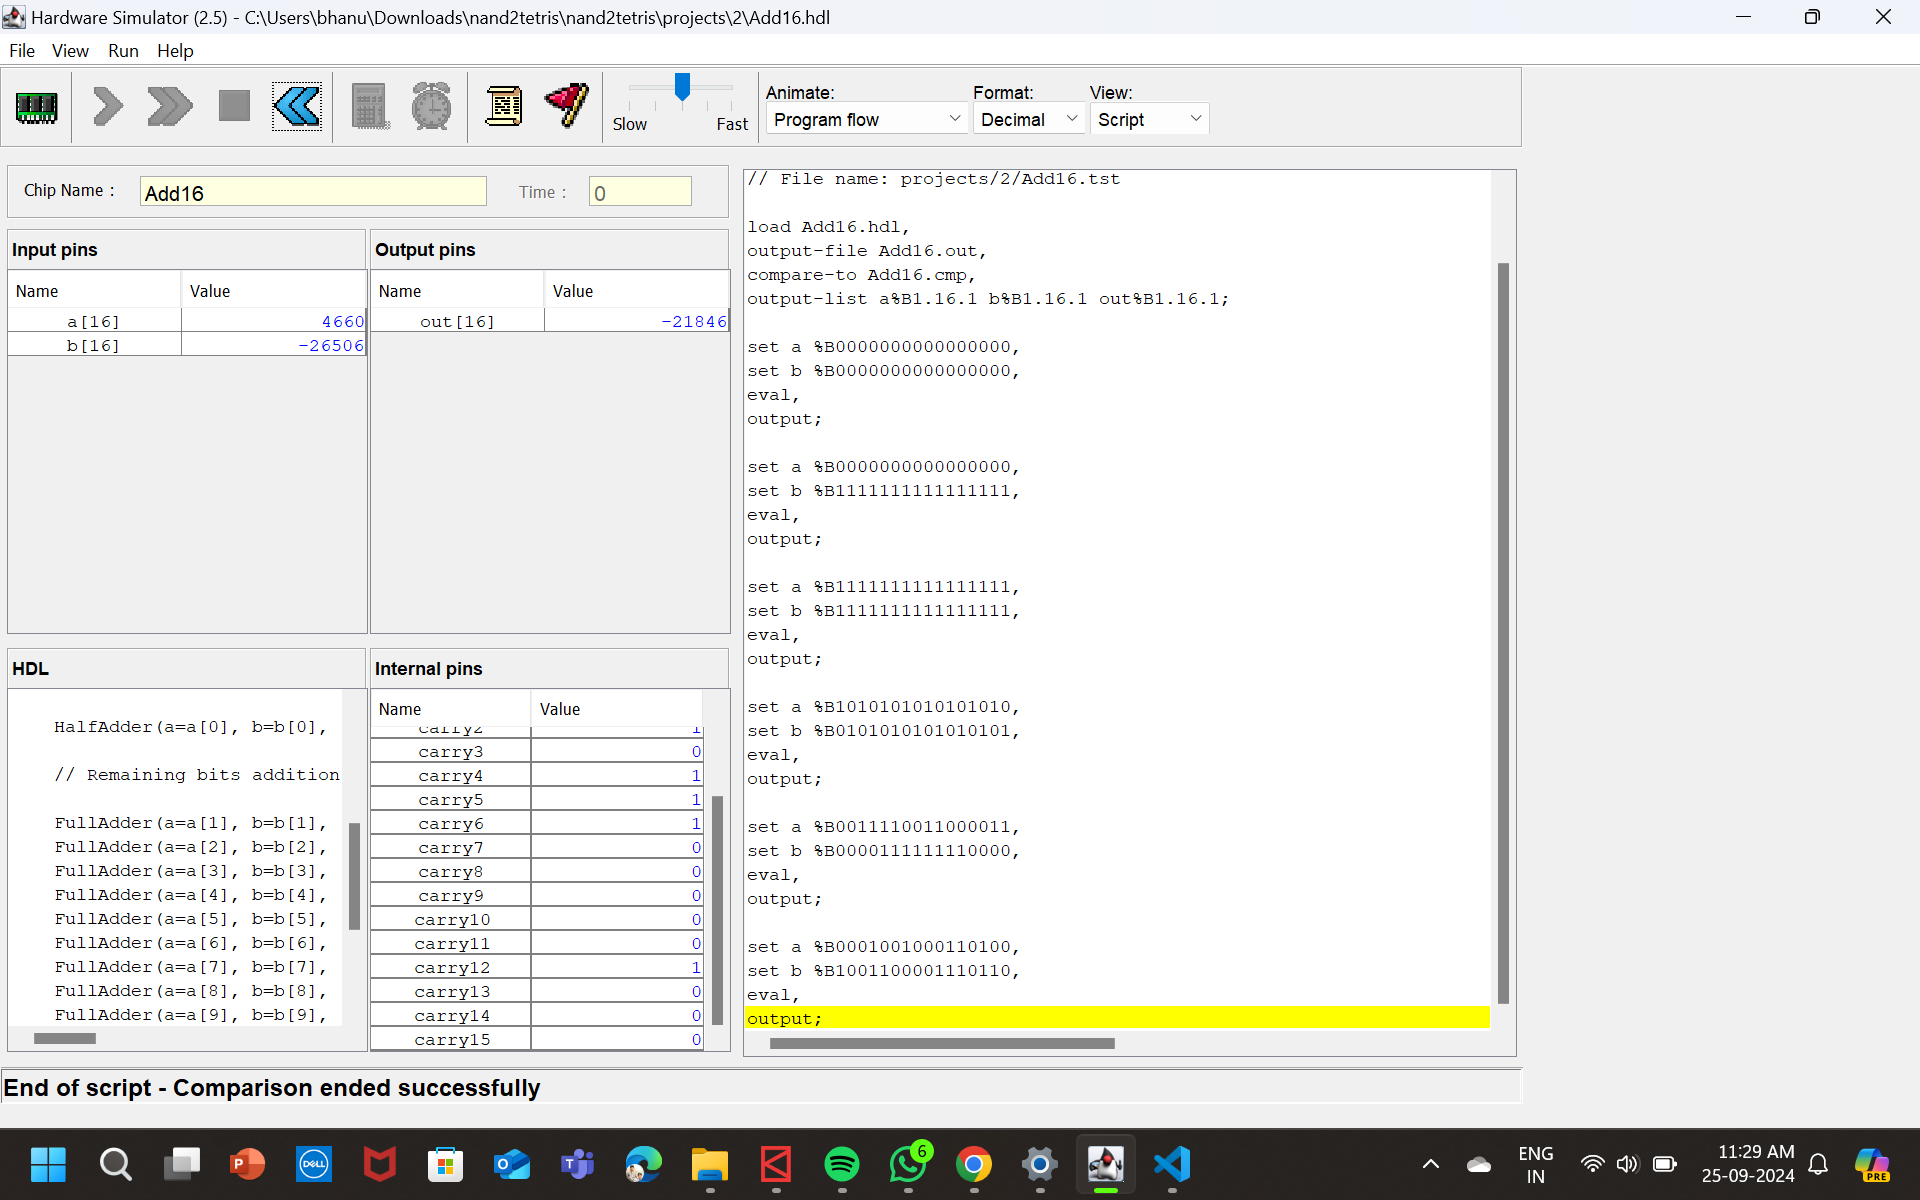 Hardware Simulator (2.5) - C:\Users\bhanu\Downloads\nand2tetris\nand2tetris\projects\2\Add16.hdl
File View Run Help
Slow Fast
Animate: Format: View:
Program flow Decimal Script
Chip Name : Add16 Time : 0
Input pins
Name Value
a[16] 4660
b[16] -26506
Output pins
Name Value
out[16] -21846
HDL
HalfAdder(a=a[0], b=b[0],
// Remaining bits addition
FullAdder(a=a[1], b=b[1],
FullAdder(a=a[2], b=b[2],
FullAdder(a=a[3], b=b[3],
FullAdder(a=a[4], b=b[4],
FullAdder(a=a[5], b=b[5],
FullAdder(a=a[6], b=b[6],
FullAdder(a=a[7], b=b[7],
FullAdder(a=a[8], b=b[8],
FullAdder(a=a[9], b=b[9],
Internal pins
Name Value
carry2 1
carry3 0
carry4 1
carry5 1
carry6 1
carry7 0
carry8 0
carry9 0
carry10 0
carry11 0
carry12 1
carry13 0
carry14 0
carry15 0
// File name: projects/2/Add16.tst
load Add16.hdl,
output-file Add16.out,
compare-to Add16.cmp,
output-list a%B1.16.1 b%B1.16.1 out%B1.16.1;
set a %B0000000000000000,
set b %B0000000000000000,
eval,
output;
set a %B0000000000000000,
set b %B1111111111111111,
eval,
output;
set a %B1111111111111111,
set b %B1111111111111111,
eval,
output;
set a %B1010101010101010,
set b %B0101010101010101,
eval,
output;
set a %B0011110011000011,
set b %B0000111111110000,
eval,
output;
set a %B0001001000110100,
set b %B1001100001110110,
eval,
output;
End of script - Comparison ended successfully
P
DELL
6
ENG
IN
11:29 AM
25-09-2024
PRE